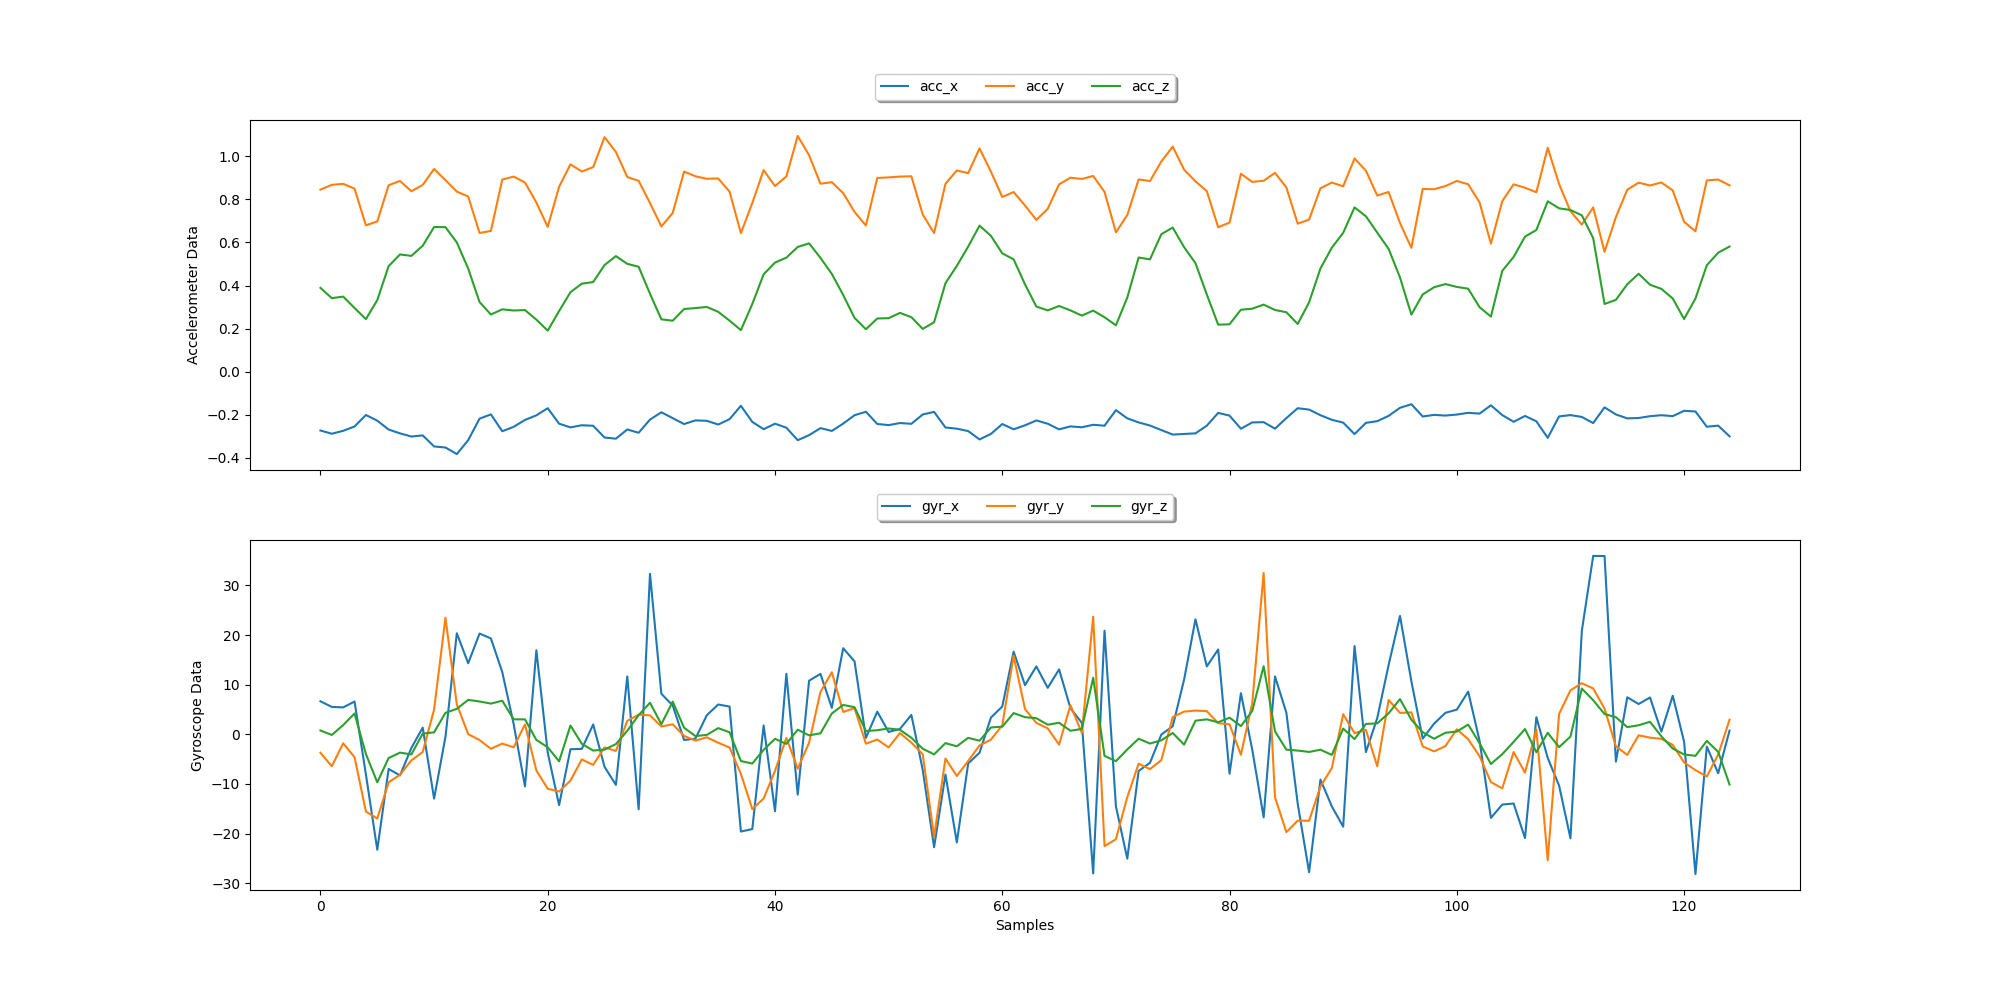 acc_x acc_y acc_z
1.0
0.8
0.6
0.4
0.2
0.0
−0.2
−0.4
Accelerometer Data
gyr_x gyr_y gyr_z
30
20
10
0
−10
−20
−30
Gyroscope Data
0 20 40 60 80 100 120
Samples